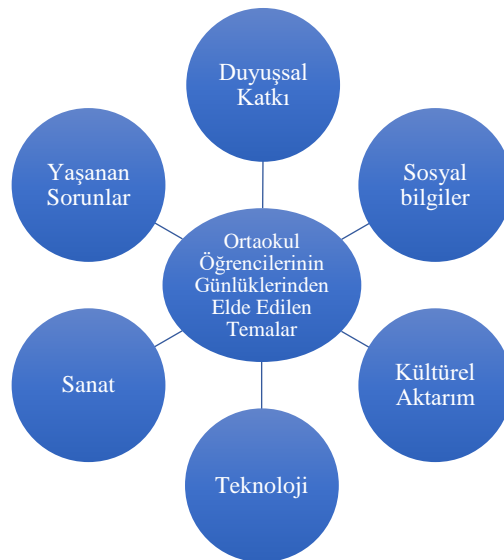 Duyuşsal
Katkı
Yaşanan
Sorunlar
Sosyal
bilgiler
Ortaokul
Öğrencilerinin
Günlüklerinden
Elde Edilen
Temalar
Sanat
Kültürel
Aktarım
Teknoloji